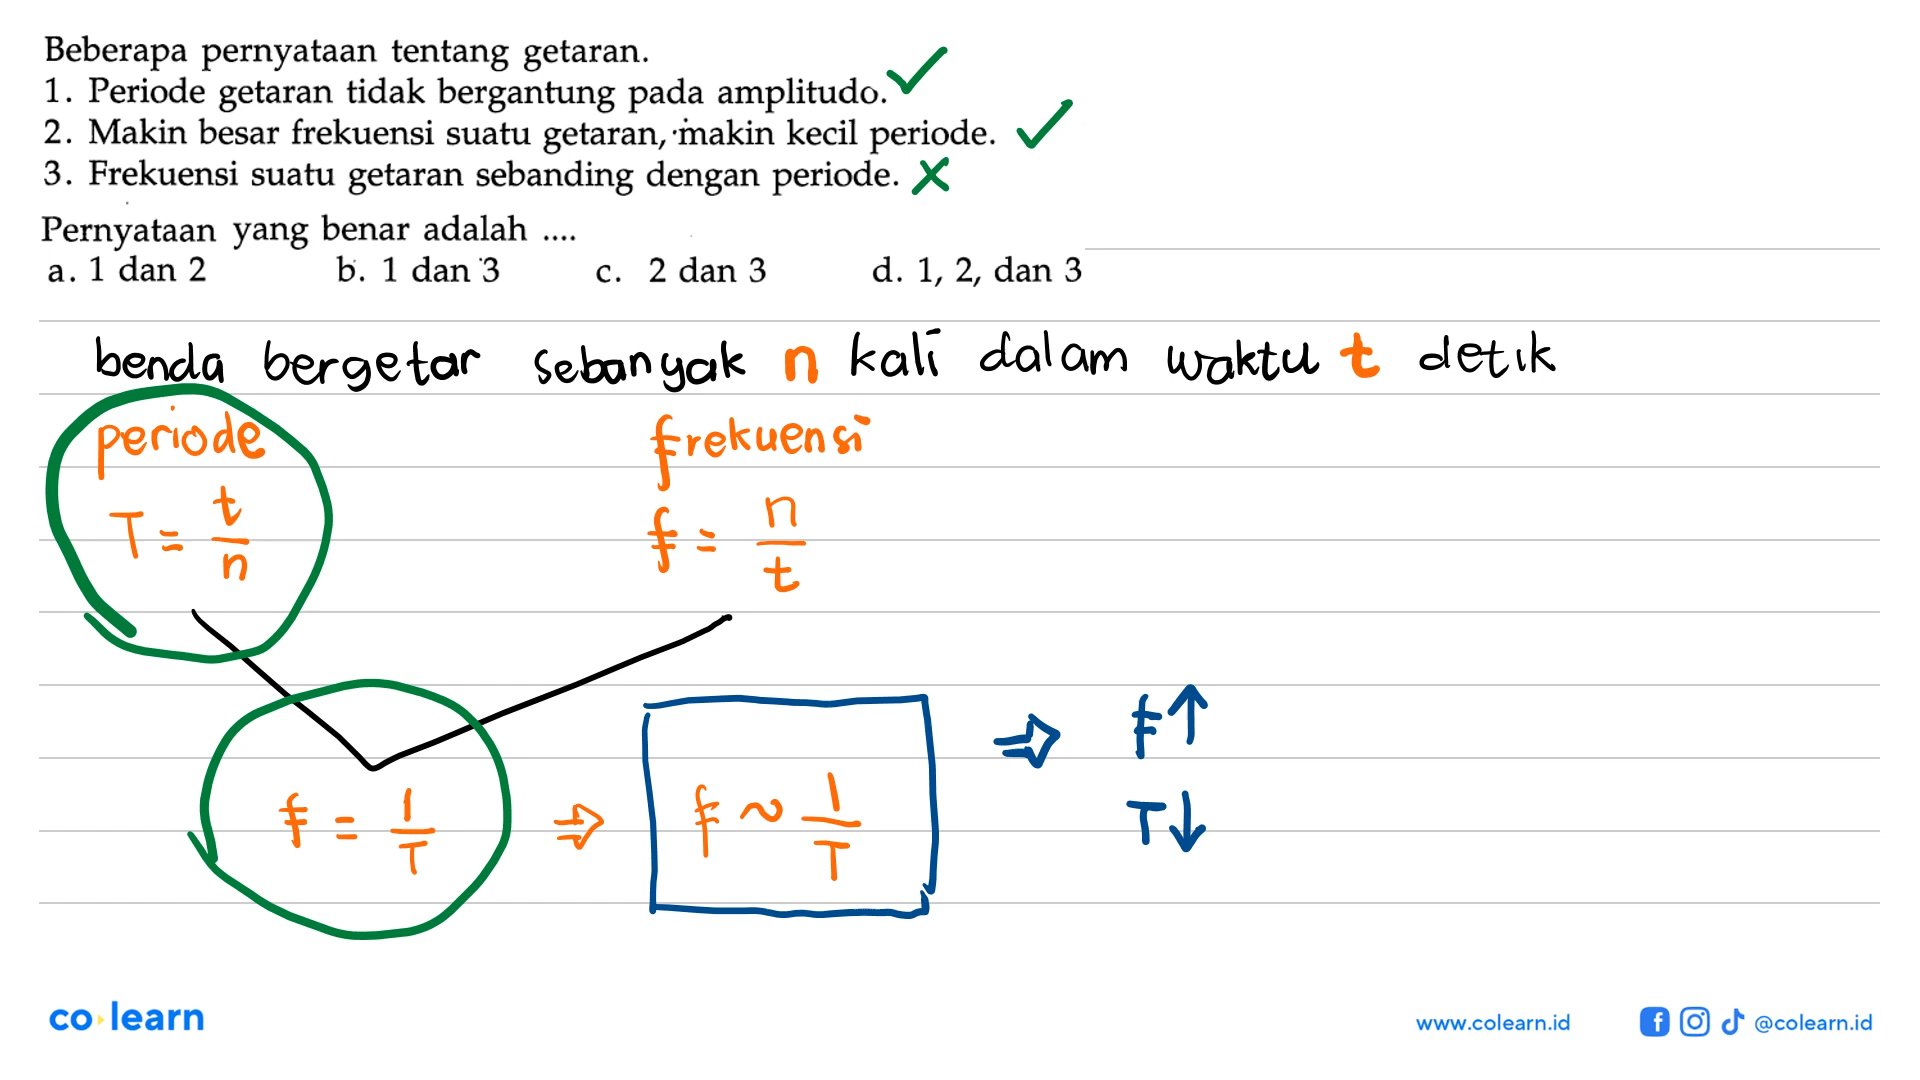 Beberapa pernyataan tentang getaran.
1. Periode getaran tidak bergantung pada amplitudo. ✓
2. Makin besar frekuensi suatu getaran, makin kecil periode. ✓
3. Frekuensi suatu getaran sebanding dengan periode. ✗
Pernyataan yang benar adalah ....
a. 1 dan 2 b. 1 dan 3 c. 2 dan 3 d. 1, 2, dan 3
benda bergetar sebanyak n kali dalam waktu t detik
periode frekuensi
T = t/n f = n/t
f = 1/T ⇒ f ~ 1/T ⇒ f↑
T↓
co learn www.colearn.id @colearn.id